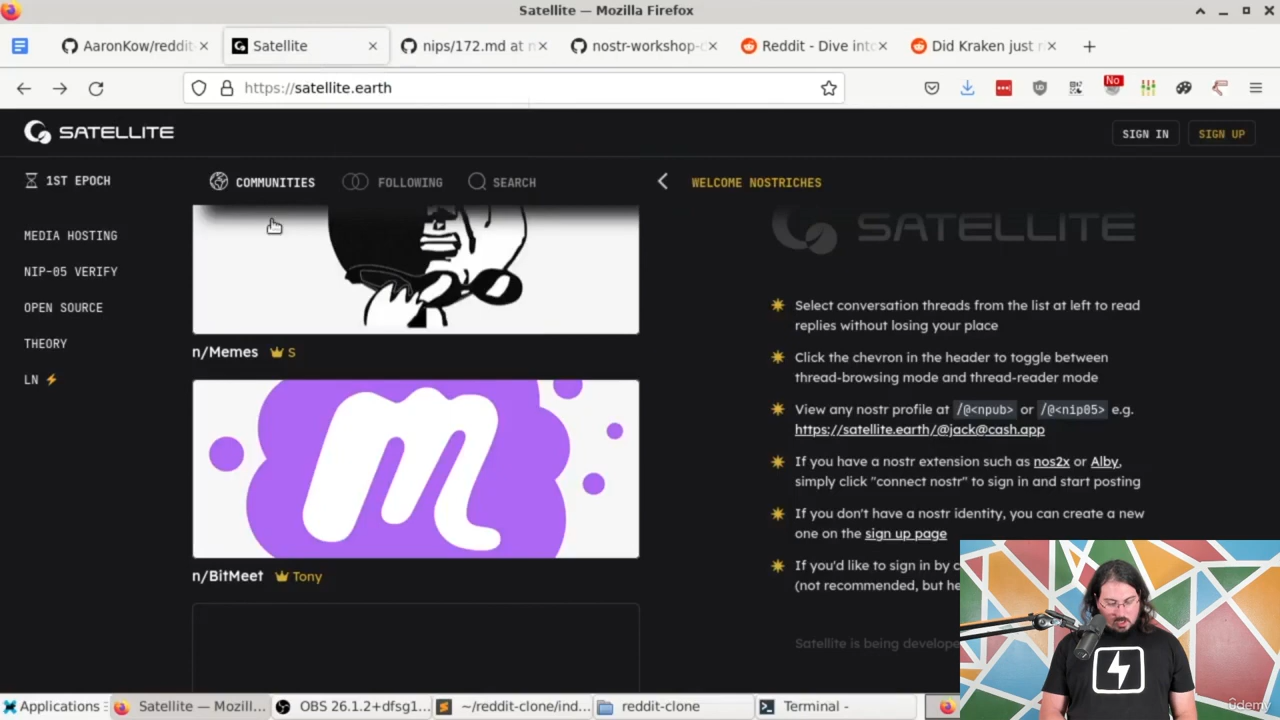 Satellite — Mozilla Firefox
AaronKow/reddit
Satellite
nips/172.md at
nostr-workshop-
Reddit - Dive into
Did Kraken just
https://satellite.earth
No
SATELLITE
SIGN IN
SIGN UP
1ST EPOCH
COMMUNITIES
FOLLOWING
SEARCH
WELCOME NOSTRICHES
MEDIA HOSTING
NIP-05 VERIFY
OPEN SOURCE
THEORY
LN ⚡
SATELLITE
Select conversation threads from the list at left to read
replies without losing your place
Click the chevron in the header to toggle between
thread-browsing mode and thread-reader mode
View any nostr profile at /@<npub> or /@<nip05> e.g.
https://satellite.earth/@jack@cash.app
If you have a nostr extension such as nos2x or Alby,
simply click "connect nostr" to sign in and start posting
If you don't have a nostr identity, you can create a new
one on the sign up page
If you'd like to sign in by c
(not recommended, but he
Satellite is being develope
n/Memes S
m
n/BitMeet Tony
Applications
Satellite — Mozill...
OBS 26.1.2+dfsg1...
~/reddit-clone/ind...
reddit-clone
Terminal -
ûdemy